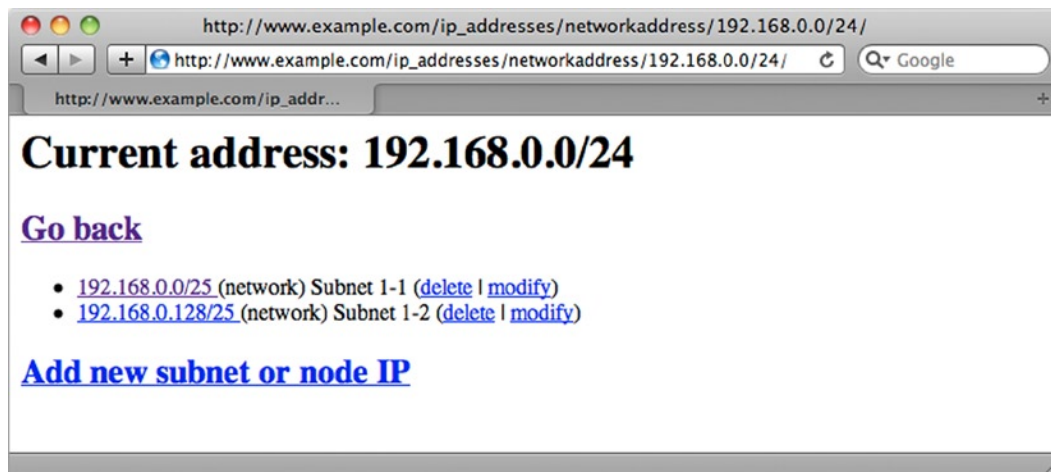 http://www.example.com/ip_addresses/networkaddress/192.168.0.0/24/
http://www.example.com/ip_addresses/networkaddress/192.168.0.0/24/ Google
http://www.example.com/ip_addr...
Current address: 192.168.0.0/24
Go back
• 192.168.0.0/25 (network) Subnet 1-1 (delete | modify)
• 192.168.0.128/25 (network) Subnet 1-2 (delete | modify)
Add new subnet or node IP